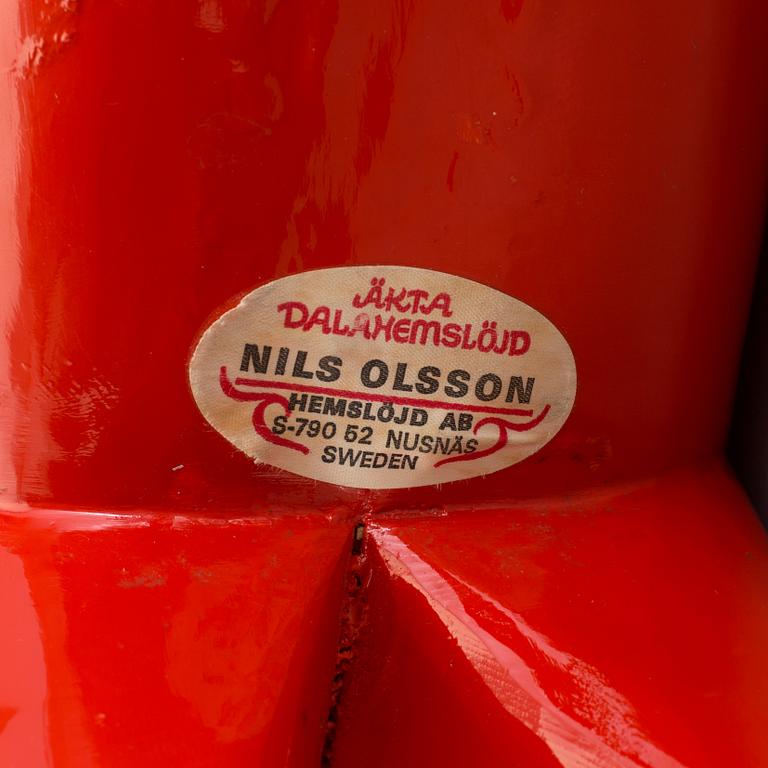 ÄKTA
DALAHEMSLÖJD
NILS OLSSON
HEMSLÖJD AB
S-790 52 NUSNÄS
SWEDEN